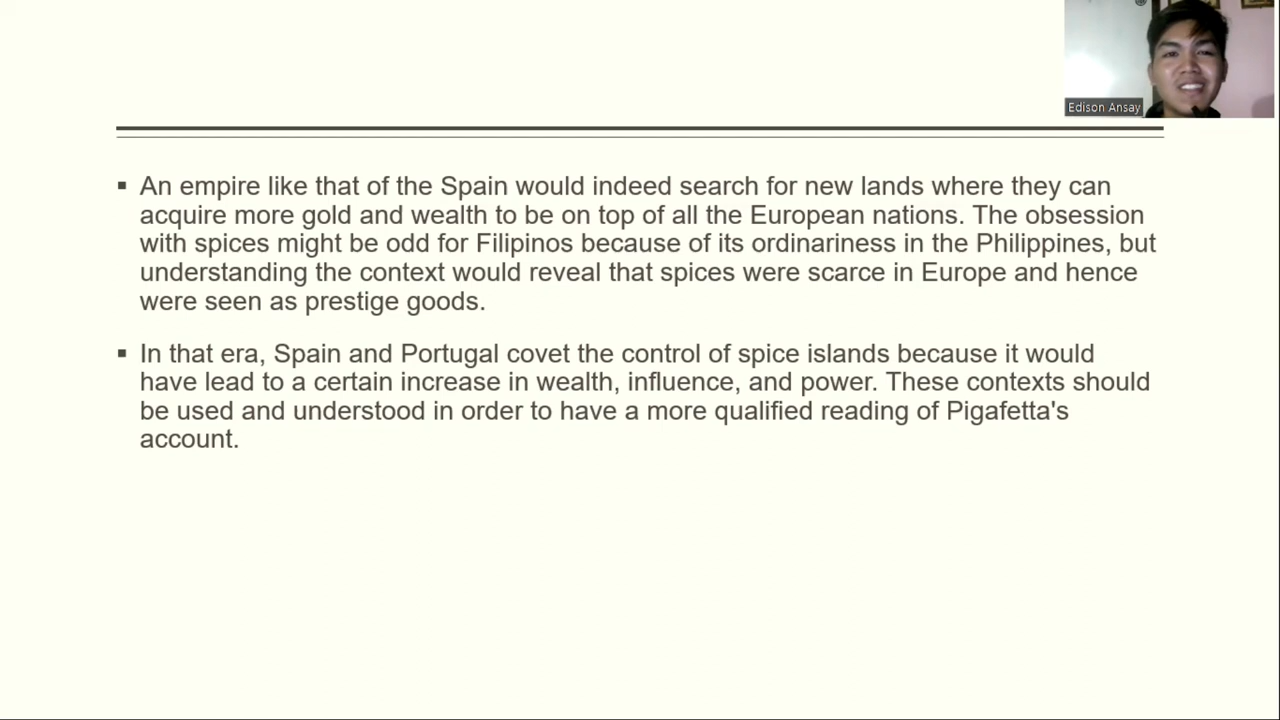 Edison Ansay
▪ An empire like that of the Spain would indeed search for new lands where they can
acquire more gold and wealth to be on top of all the European nations. The obsession
with spices might be odd for Filipinos because of its ordinariness in the Philippines, but
understanding the context would reveal that spices were scarce in Europe and hence
were seen as prestige goods.
▪ In that era, Spain and Portugal covet the control of spice islands because it would
have lead to a certain increase in wealth, influence, and power. These contexts should
be used and understood in order to have a more qualified reading of Pigafetta's
account.